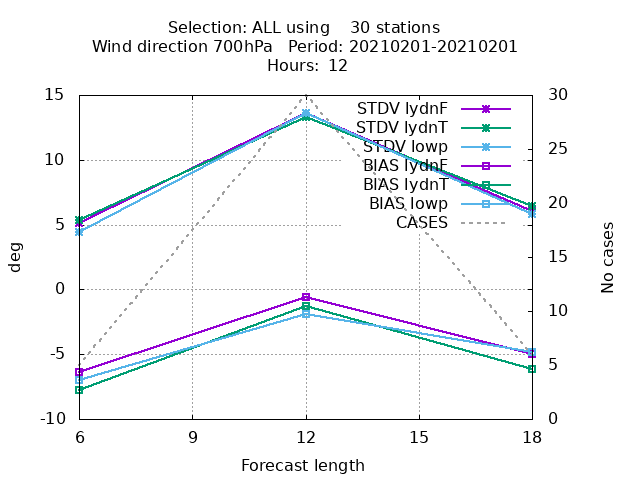 Selection: ALL using    30 stations
Wind direction 700hPa   Period: 20210201-20210201
Hours: 12
STDV lydnF
STDV lydnT
STDV lowp
BIAS lydnF
BIAS lydnT
BIAS lowp
CASES
15
10
5
0
-5
-10
deg
30
25
20
15
10
5
0
No cases
6 9 12 15 18
Forecast length